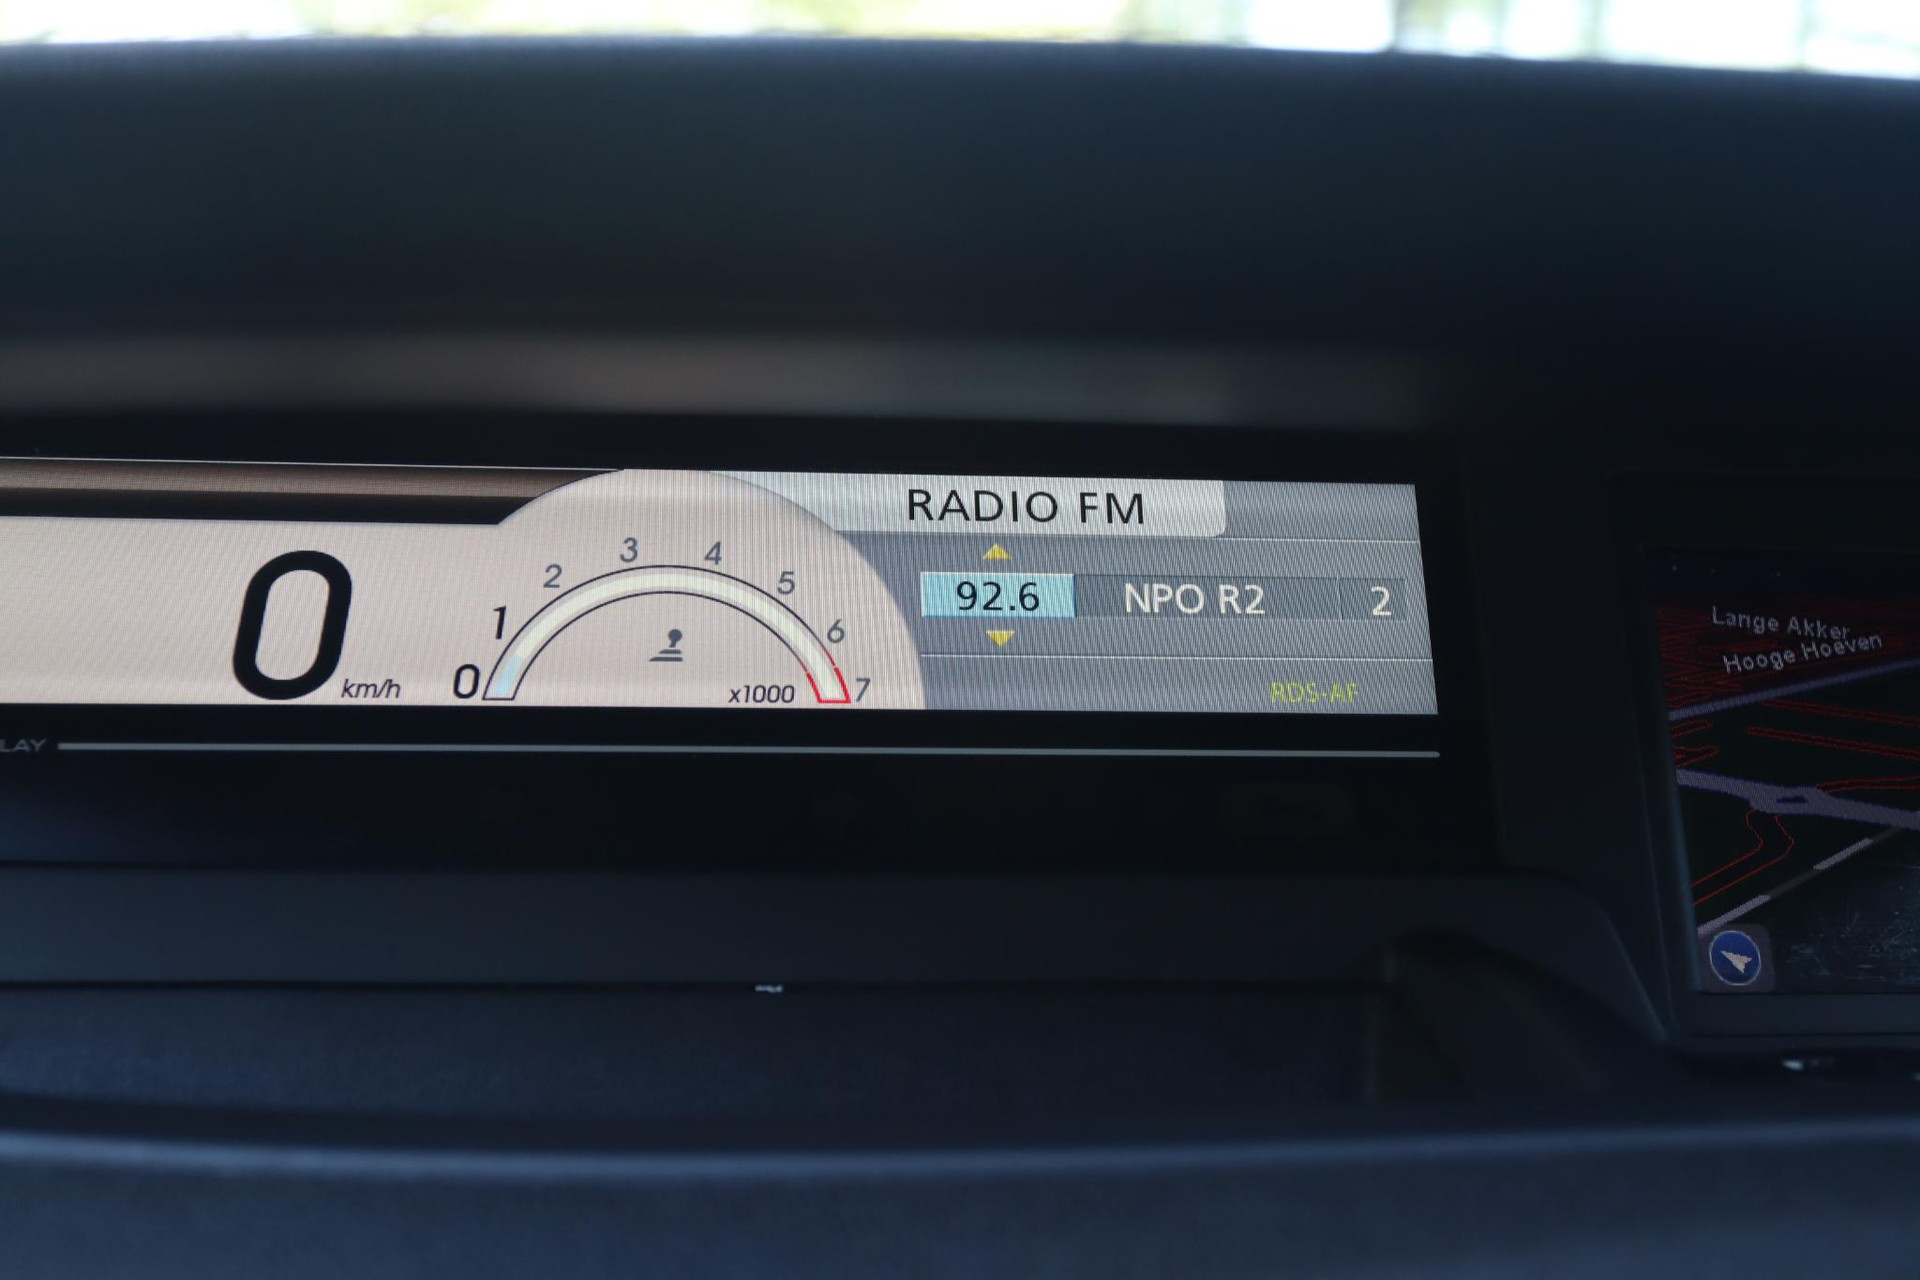 RADIO FM
92.6 NPO R2 2
RDS-AF
0 km/h
0 1 2 3 4 5 6 7
x1000
LAY
Lange Akker
Hooge Hoeven